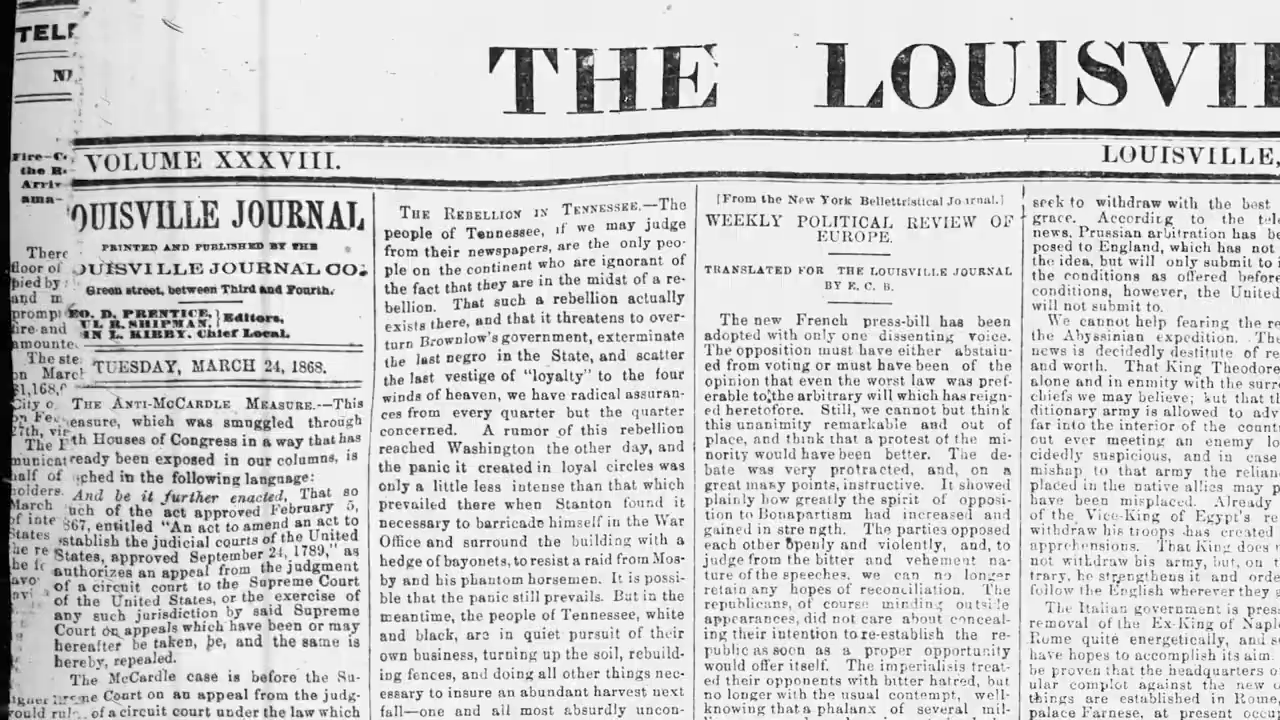 THE LOUISVI
VOLUME XXXVIII.
LOUISVILLE,
TEL
There
floor of
and m
fire and
amounte
The ste
on Marc
City o
27th, vi
half of
March
of inte
States
the re
OUISVILLE JOURNAL
PRINTED AND PUBLISHED BY THE
OUISVILLE JOURNAL CO.
Green street, between Third and Fourth.
EO. D. PRENTICE,
UL R. SHIPMAN, } Editors,
IN L. KIRBY, Chief Local.
TUESDAY, MARCH 24, 1868.
THE ANTI-MCCARDLE MEASURE.—This
easure, which was smuggled through
th Houses of Congress in a way that has
ready been exposed in our columns, is
ched in the following language:
And be it further enacted, That so
uch of the act approved February 5,
867, entitled "An act to amend an act to
stablish the judicial courts of the United
States, approved September 24, 1789," as
authorizes an appeal from the judgment
of a circuit court to the Supreme Court
of the United States, or the exercise of
any such jurisdiction by said Supreme
Court on appeals which have been or may
hereafter be taken, be, and the same is
hereby, repealed.
The McCardle case is before the Su-
preme Court on an appeal from the judg-
of a circuit court under the law which
THE REBELLION IN TENNESSEE.—The
people of Tennessee, if we may judge
from their newspapers, are the only peo-
ple on the continent who are ignorant of
the fact that they are in the midst of a re-
bellion. That such a rebellion actually
exists there, and that it threatens to over-
turn Brownlow's government, exterminate
the last negro in the State, and scatter
the last vestige of "loyalty" to the four
winds of heaven, we have radical assuran-
ces from every quarter but the quarter
concerned. A rumor of this rebellion
reached Washington the other day, and
the panic it created in loyal circles was
only a little less intense than that which
prevailed there when Stanton found it
necessary to barricade himself in the War
Office and surround the building with a
hedge of bayonets, to resist a raid from Mos-
by and his phantom horsemen. It is possi-
ble that the panic still prevails. But in the
meantime, the people of Tennessee, white
and black, are in quiet pursuit of their
own business, turning up the soil, rebuild-
ing fences, and doing all other things nec-
essary to insure an abundant harvest next
fall—one and all most absurdly uncon-
[From the New York Bellettristical Journal.]
WEEKLY POLITICAL REVIEW OF
EUROPE.
TRANSLATED FOR THE LOUISVILLE JOURNAL
BY E. C. B.
The new French press-bill has been
adopted with only one dissenting voice.
The opposition must have either abstain-
ed from voting or must have been of the
opinion that even the worst law was pref-
erable to the arbitrary will which has reign-
ed heretofore. Still, we cannot but think
this unanimity remarkable and out of
place, and think that a protest of the mi-
nority would have been better. The de-
bate was very protracted, and, on a
great many points, instructive. It showed
plainly how greatly the spirit of opposi-
tion to Bonapartism had increased and
gained in strength. The parties opposed
each other openly and violently, and, to
judge from the bitter and vehement na-
ture of the speeches, we can no longer
retain any hopes of reconciliation. The
republicans, of course minding outside
appearances, did not care about conceal-
ing their intention to reestablish the re-
public as soon as a proper opportunity
would offer itself. The imperialists treat-
ed their opponents with bitter hatred, but
no longer with the usual contempt, well-
knowing that a phalanx of several mil-
seek to withdraw with the best
grace. According to the tel
news, Prussian arbitration has be
posed to England, which has not
the idea, but will only submit to
the conditions as offered before
conditions, however, the United
will not submit to.
We cannot help fearing the re
the Abyssinian expedition. The
news is decidedly destitute of re
and worth. That King Theodore
alone and in enmity with the surr
chiefs we may believe; but that t
ditionary army is allowed to adv
far into the interior of the count
out ever meeting an enemy lo
cidedly suspicious, and in case
mishap to that army the relian
placed in the native allies may p
have been misplaced. Already
of the Vice-King of Egypt's re
withdraw his troops has created
apprehensions. That King does
not withdraw his army, but, on t
trary, he strengthens it and orde
follow the English wherever they g
The Italian government is pres
removal of the Ex-King of Napl
Rome quite energetically, and s
have hopes to accomplish its aim.
be proven that the headquarters o
ular complot against the new o
things are established in Rome
palace Farnese, at present occu